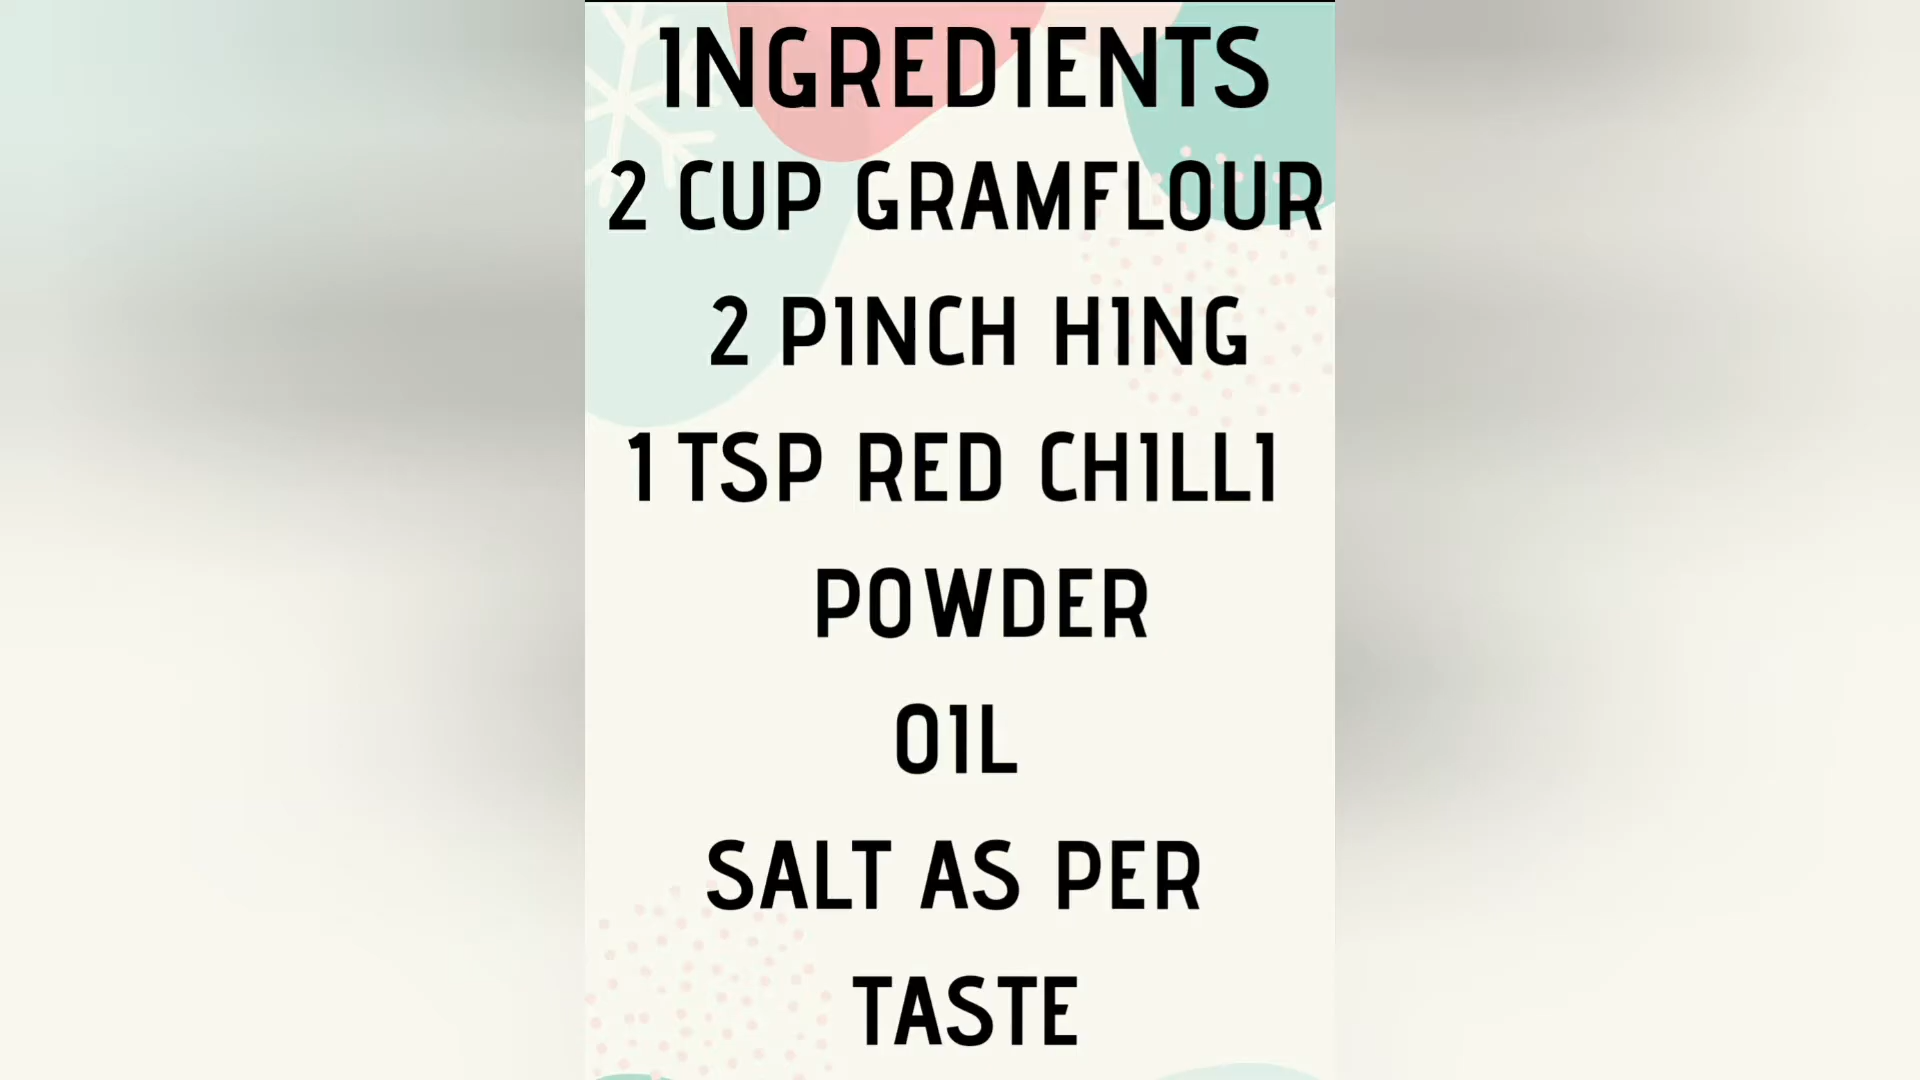 INGREDIENTS
2 CUP GRAMFLOUR
2 PINCH HING
1 TSP RED CHILLI
POWDER
OIL
SALT AS PER
TASTE